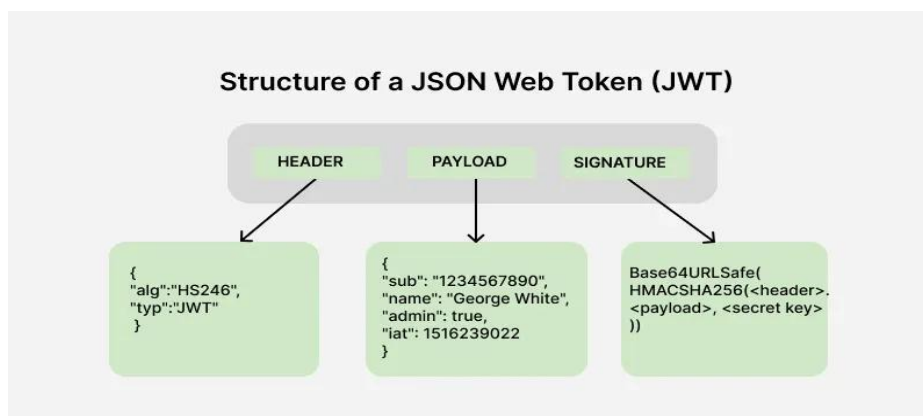 Structure of a JSON Web Token (JWT)
HEADER
PAYLOAD
SIGNATURE
{
"alg":"HS246",
"typ":"JWT"
}
{
"sub": "1234567890",
"name": "George White",
"admin": true,
"iat": 1516239022
}
Base64URLSafe(
HMACSHA256(<header>.
<payload>, <secret key>
))